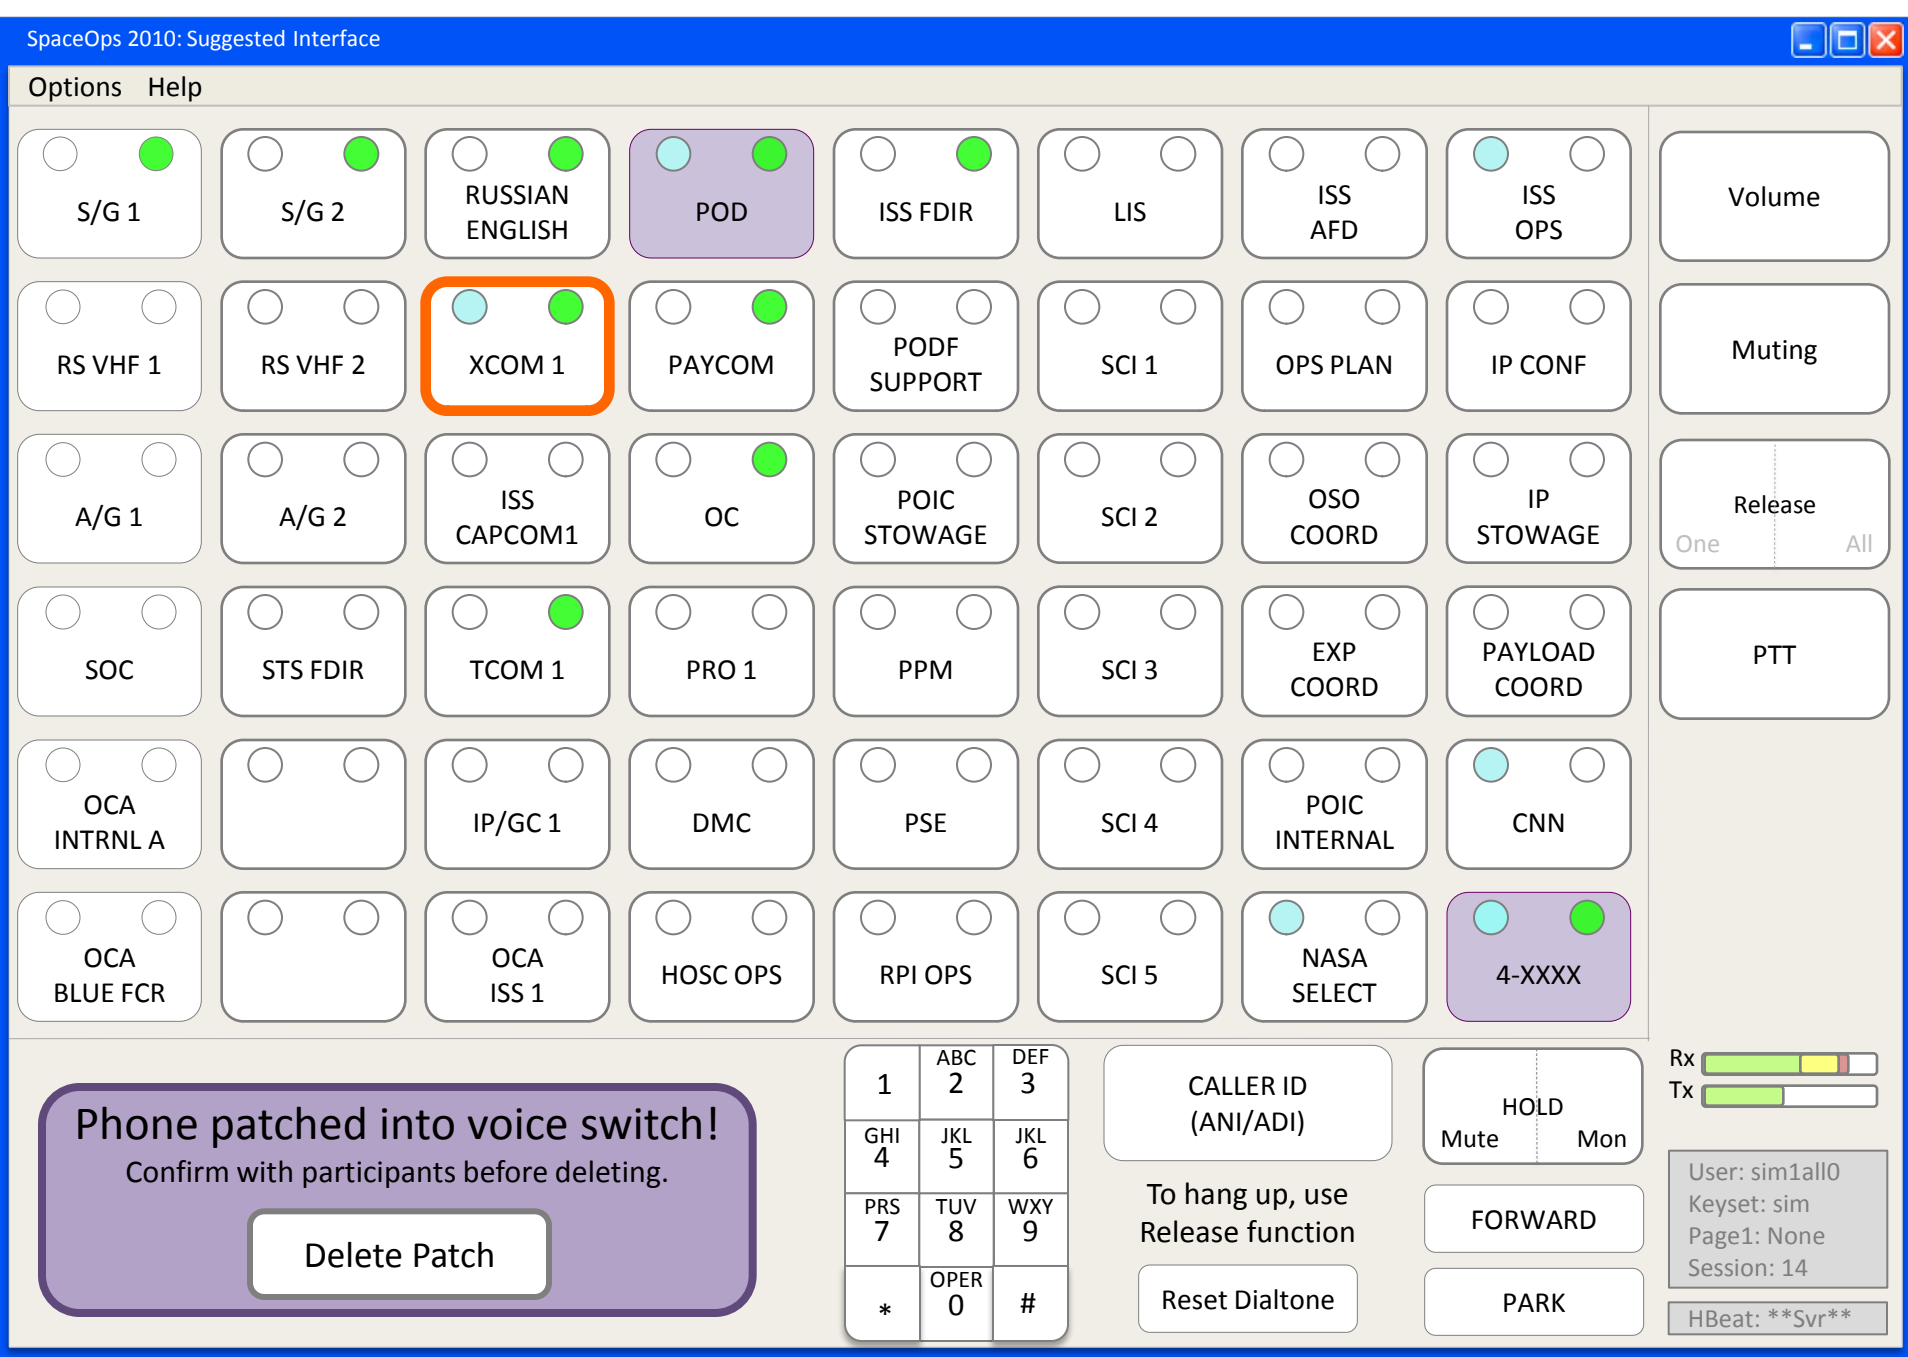 SpaceOps 2010: Suggested Interface
Options Help
S/G 1
S/G 2
RUSSIAN
ENGLISH
POD
ISS FDIR
LIS
ISS
AFD
ISS
OPS
Volume
RS VHF 1
RS VHF 2
XCOM 1
PAYCOM
PODF
SUPPORT
SCI 1
OPS PLAN
IP CONF
Muting
A/G 1
A/G 2
ISS
CAPCOM1
OC
POIC
STOWAGE
SCI 2
OSO
COORD
IP
STOWAGE
Release
One All
SOC
STS FDIR
TCOM 1
PRO 1
PPM
SCI 3
EXP
COORD
PAYLOAD
COORD
PTT
OCA
INTRNL A
IP/GC 1
DMC
PSE
SCI 4
POIC
INTERNAL
CNN
OCA
BLUE FCR
OCA
ISS 1
HOSC OPS
RPI OPS
SCI 5
NASA
SELECT
4-XXXX
Phone patched into voice switch!
Confirm with participants before deleting.
Delete Patch
1
ABC
2
DEF
3
GHI
4
JKL
5
JKL
6
PRS
7
TUV
8
WXY
9
*
OPER
0
#
CALLER ID
(ANI/ADI)
To hang up, use
Release function
Reset Dialtone
HOLD
Mute Mon
FORWARD
PARK
Rx
Tx
User: sim1all0
Keyset: sim
Page1: None
Session: 14
HBeat: **Svr**